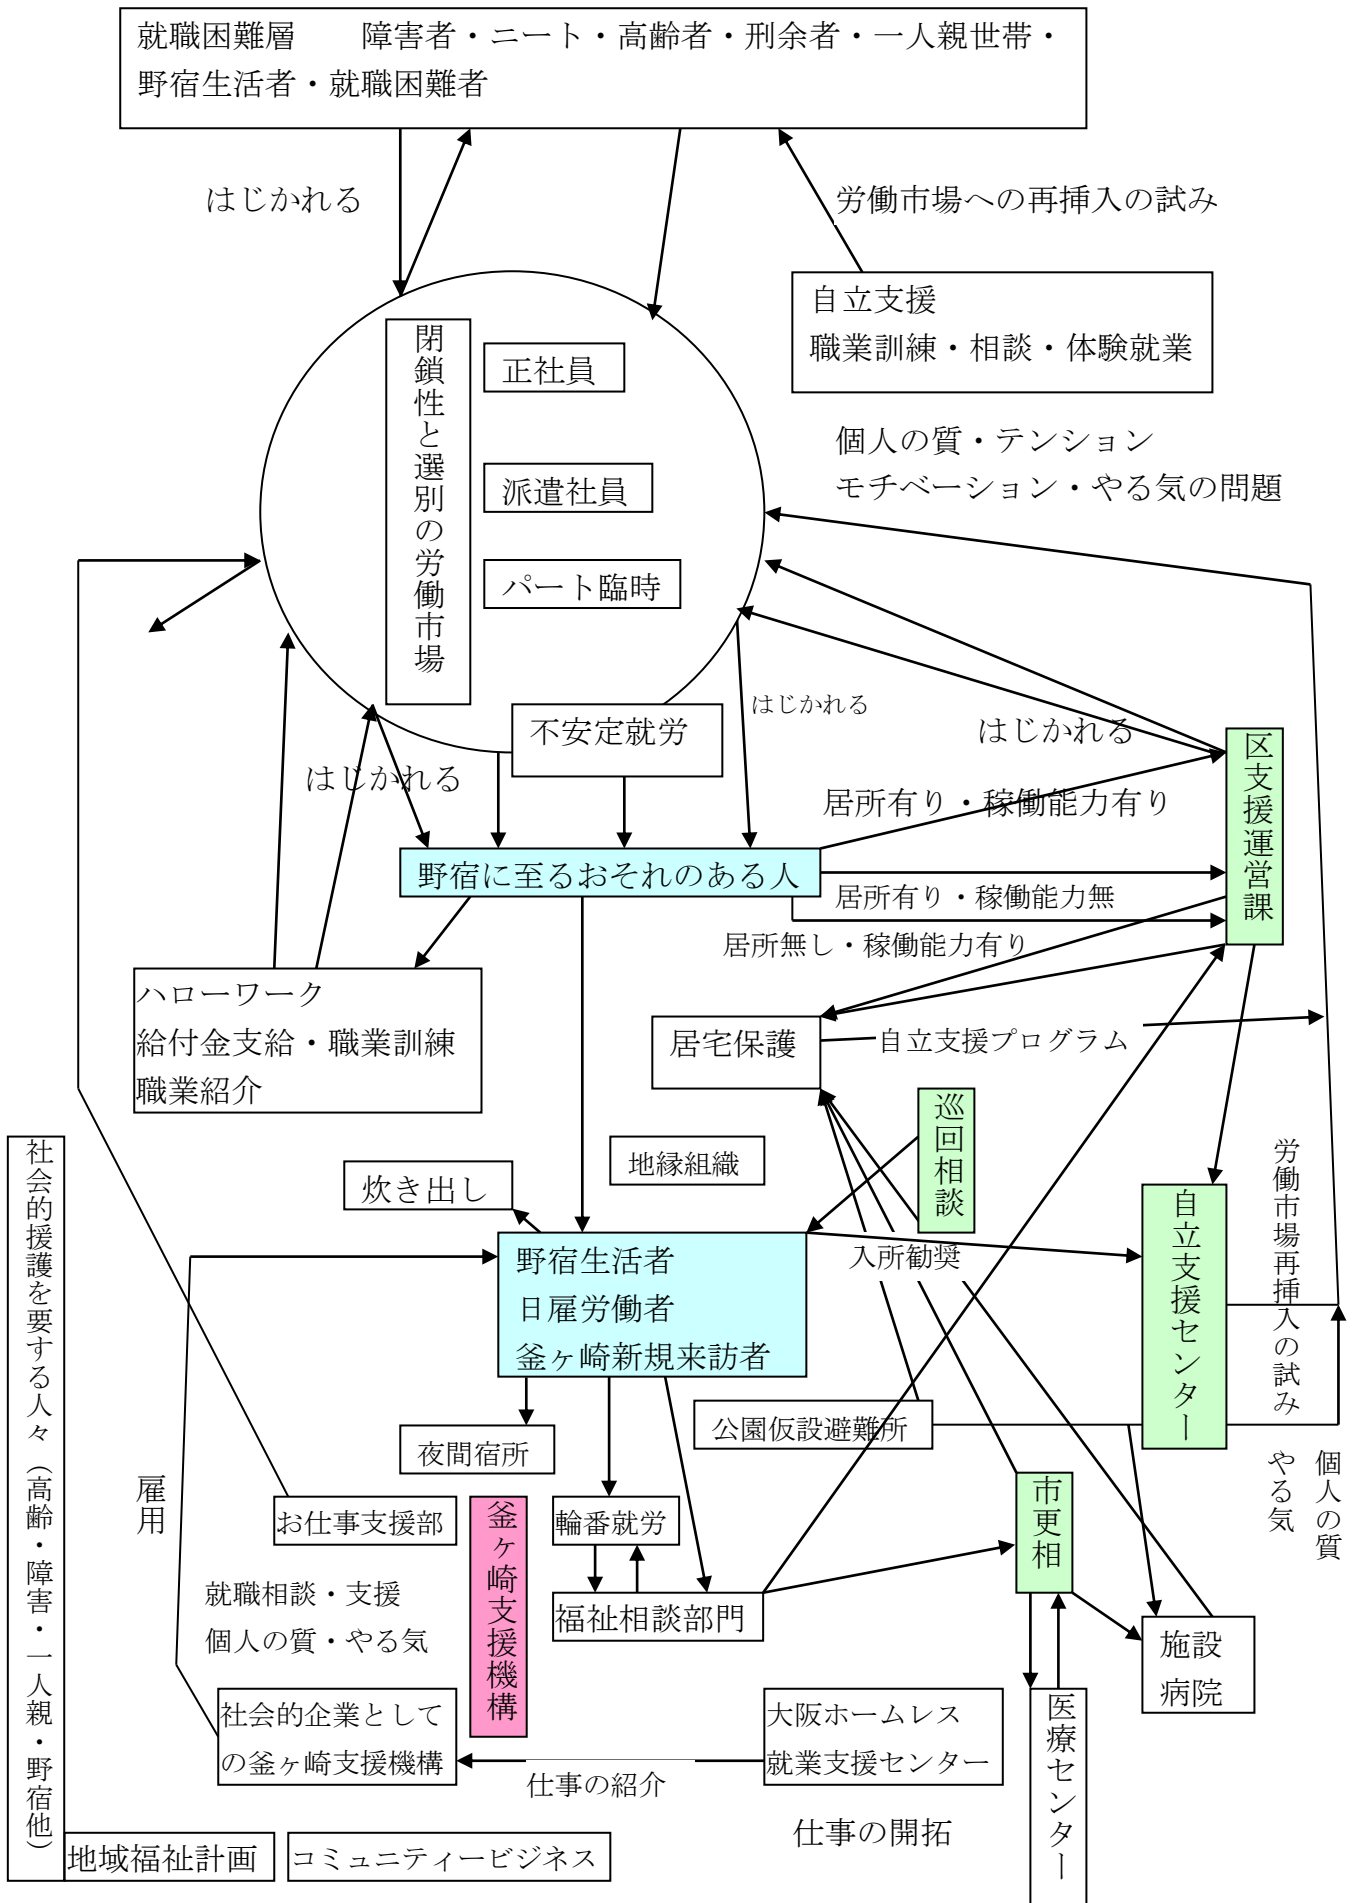 就職困難層　　障害者・ニート・高齢者・刑余者・一人親世帯・
野宿生活者・就職困難者
はじかれる
労働市場への再挿入の試み
自立支援
職業訓練・相談・体験就業
閉鎖性と選別の労働市場
正社員
派遣社員
パート臨時
個人の質・テンション
モチベーション・やる気の問題
不安定就労
はじかれる
はじかれる
はじかれる
区支援運営課
居所有り・稼働能力有り
野宿に至るおそれのある人
居所有り・稼働能力無
居所無し・稼働能力有り
ハローワーク
給付金支給・職業訓練
職業紹介
居宅保護
自立支援プログラム
巡回相談
社会的援護を要する人々（高齢・障害・一人親・野宿他）
地縁組織
炊き出し
労働市場再挿入の試み
自立支援センター
野宿生活者
日雇労働者
釜ヶ崎新規来訪者
入所勧奨
公園仮設避難所
夜間宿所
個人の質
やる気
雇用
お仕事支援部
釜ヶ崎支援機構
輪番就労
市更相
就職相談・支援
個人の質・やる気
福祉相談部門
施設
病院
社会的企業として
の釜ヶ崎支援機構
大阪ホームレス
就業支援センター
医療センター
仕事の紹介
仕事の開拓
地域福祉計画
コミュニティービジネス